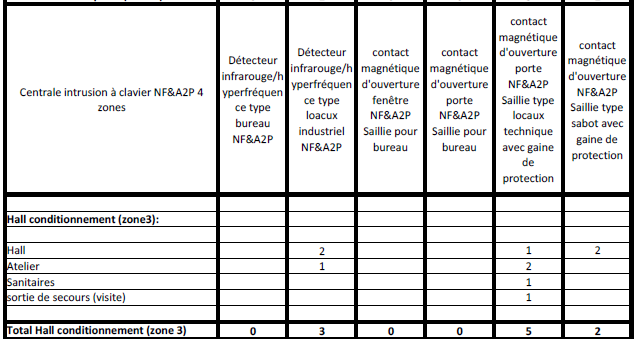 Centrale intrusion à clavier NF&A2P 4
zones
Détecteur
infrarouge/h
yperfréquen
ce type
bureau
NF&A2P
Détecteur
infrarouge/h
yperfréquen
ce type
loacux
industriel
NF&A2P
contact
magnétique
d'ouverture
fenêtre
NF&A2P
Saillie pour
bureau
contact
magnétique
d'ouverture
porte
NF&A2P
Saillie pour
bureau
contact
magnétique
d'ouverture
porte
NF&A2P
Saillie type
locaux
technique
avec gaine
de
protection
contact
magnétique
d'ouverture
NF&A2P
Saillie type
sabot avec
gaine de
protection
Hall conditionnement (zone3):
Hall 2 1 2
Atelier 1 2
Sanitaires 1
sortie de secours (visite) 1
Total Hall conditionnement (zone 3) 0 3 0 0 5 2